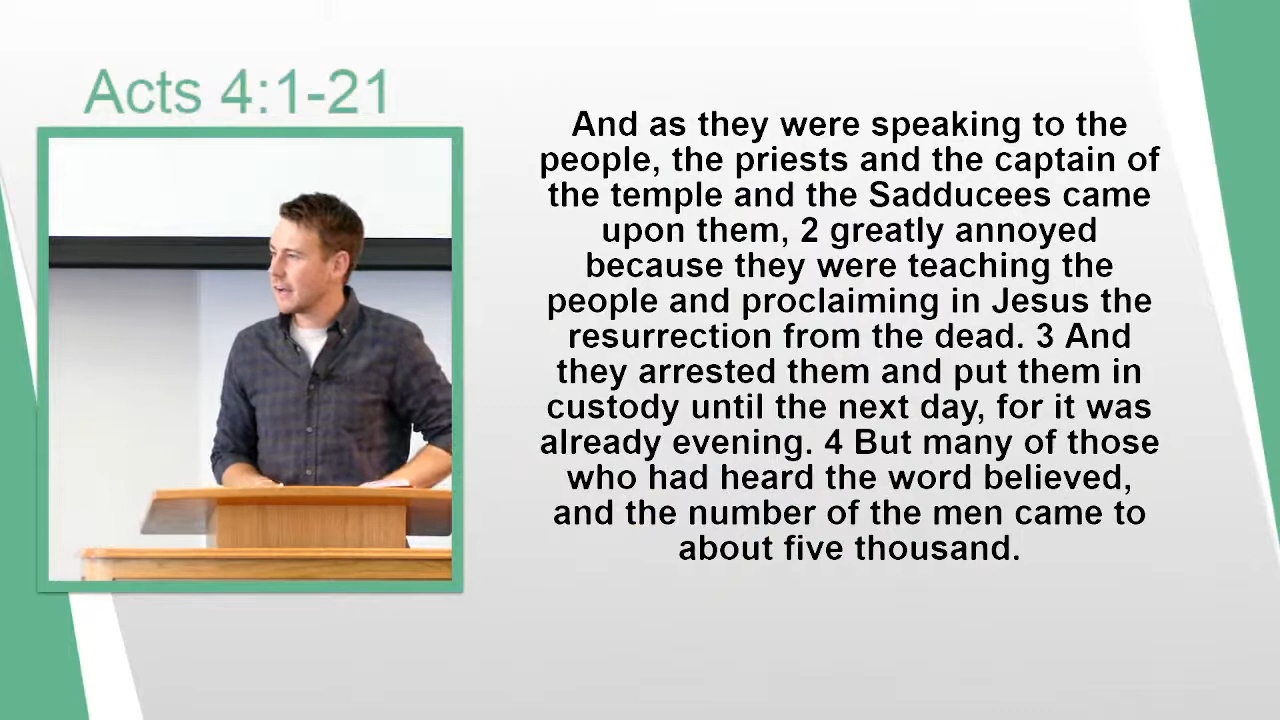 Acts 4:1-21
And as they were speaking to the
people, the priests and the captain of
the temple and the Sadducees came
upon them, 2 greatly annoyed
because they were teaching the
people and proclaiming in Jesus the
resurrection from the dead. 3 And
they arrested them and put them in
custody until the next day, for it was
already evening. 4 But many of those
who had heard the word believed,
and the number of the men came to
about five thousand.